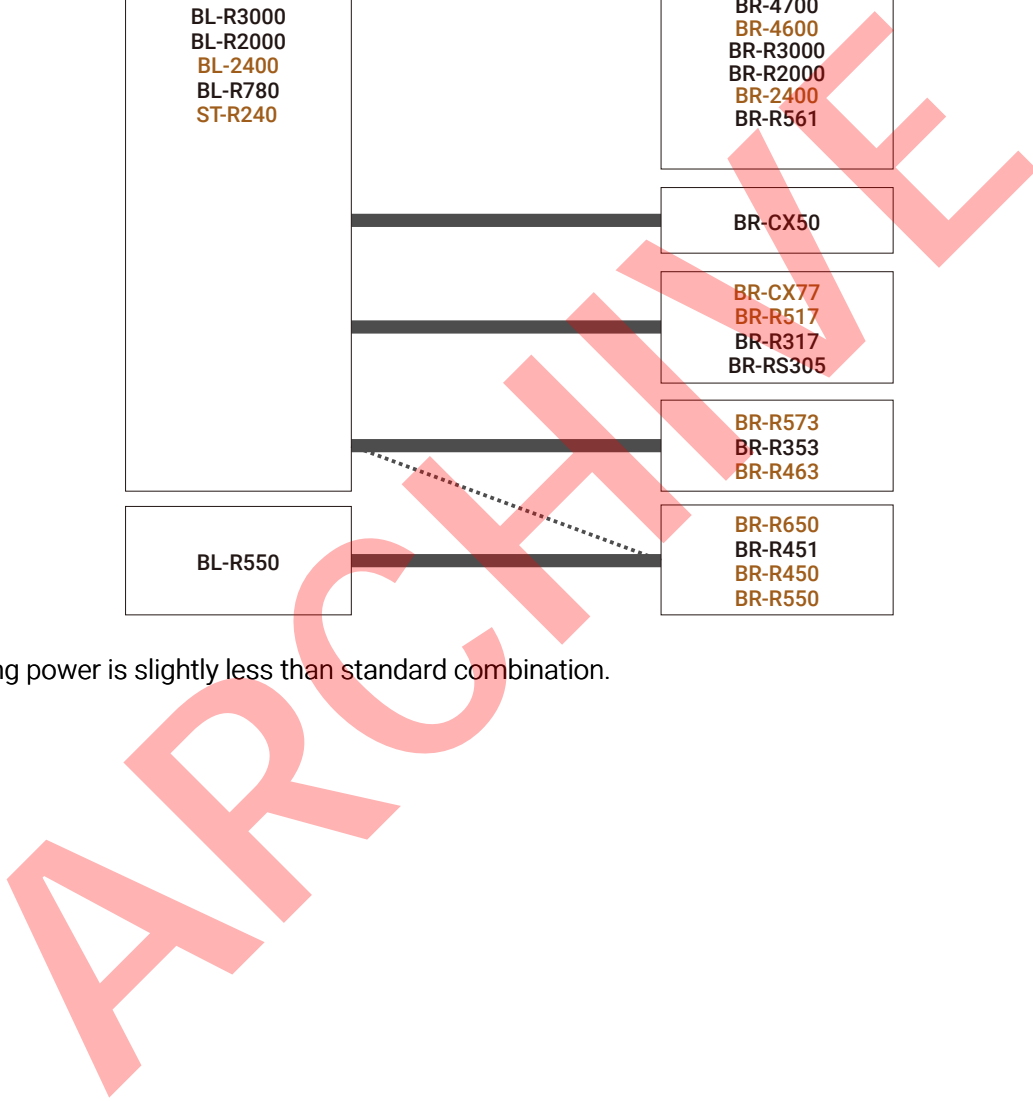 BL-R3000
BL-R2000
BL-2400
BL-R780
ST-R240
BR-4700
BR-4600
BR-R3000
BR-R2000
BR-2400
BR-R561
BR-CX50
BR-CX77
BR-R517
BR-R317
BR-RS305
BR-R573
BR-R353
BR-R463
BL-R550
BR-R650
BR-R451
BR-R450
BR-R550
ng power is slightly less than standard combination.
ARCHIVE